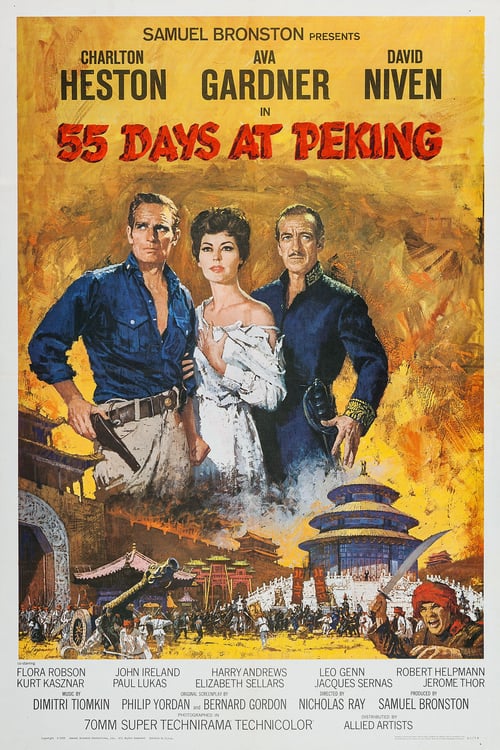 SAMUEL BRONSTON PRESENTS
CHARLTON HESTON
AVA GARDNER
DAVID NIVEN
IN
55 DAYS AT PEKING
co-starring
FLORA ROBSON
KURT KASZNAR
JOHN IRELAND
PAUL LUKAS
HARRY ANDREWS
ELIZABETH SELLARS
LEO GENN
JACQUES SERNAS
ROBERT HELPMANN
JEROME THOR
MUSIC BY
DIMITRI TIOMKIN
ORIGINAL SCREENPLAY BY
PHILIP YORDAN and BERNARD GORDON
DIRECTED BY
NICHOLAS RAY
PRODUCED BY
SAMUEL BRONSTON
PHOTOGRAPHED IN
70MM SUPER TECHNIRAMA TECHNICOLOR
DISTRIBUTED BY
ALLIED ARTISTS